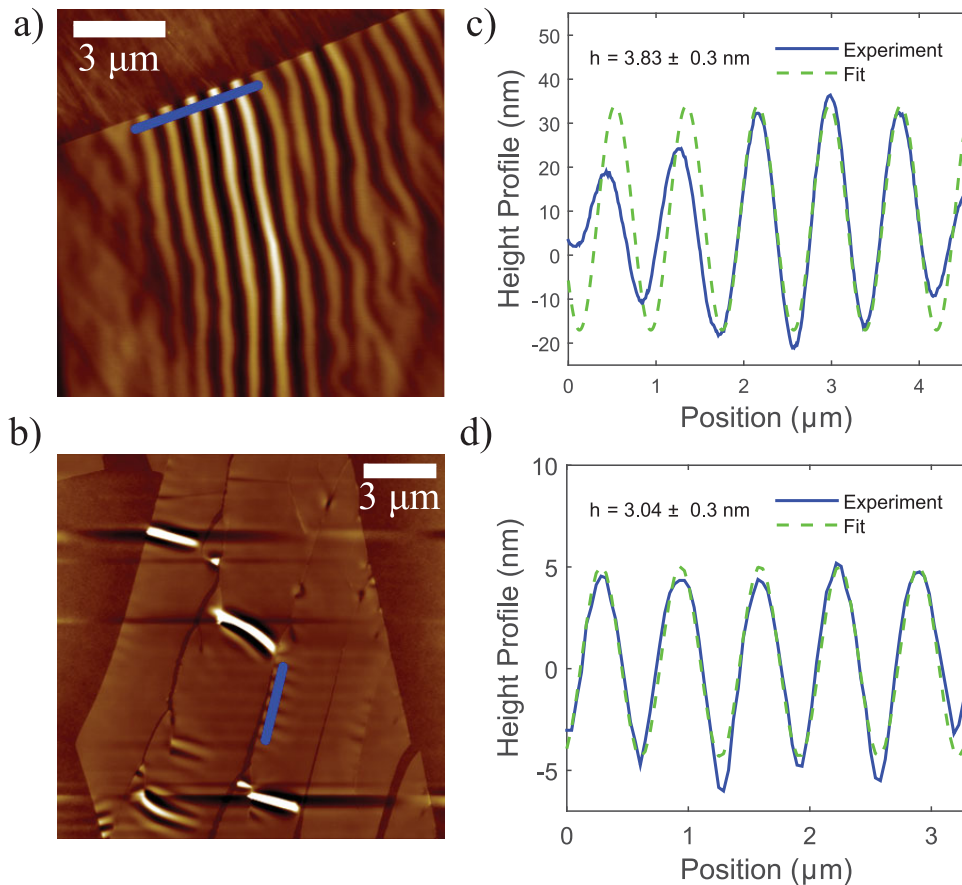 a)
3 μm
b)
3 μm
c)
h = 3.83 ± 0.3 nm
Experiment
Fit
Height Profile (nm)
50
40
30
20
10
0
-10
-20
0
1
2
3
4
Position (μm)
d)
h = 3.04 ± 0.3 nm
Experiment
Fit
Height Profile (nm)
10
5
0
-5
0
1
2
3
Position (μm)